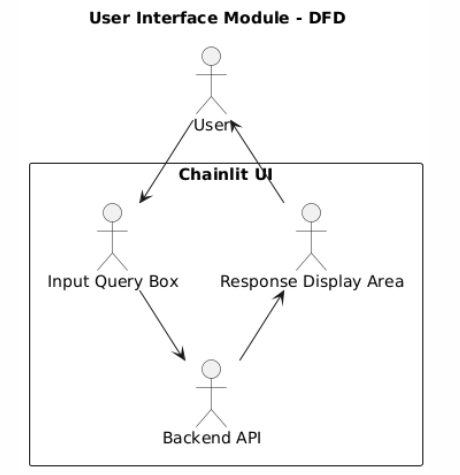 User Interface Module - DFD
User
Chainlit UI
Input Query Box
Response Display Area
Backend API